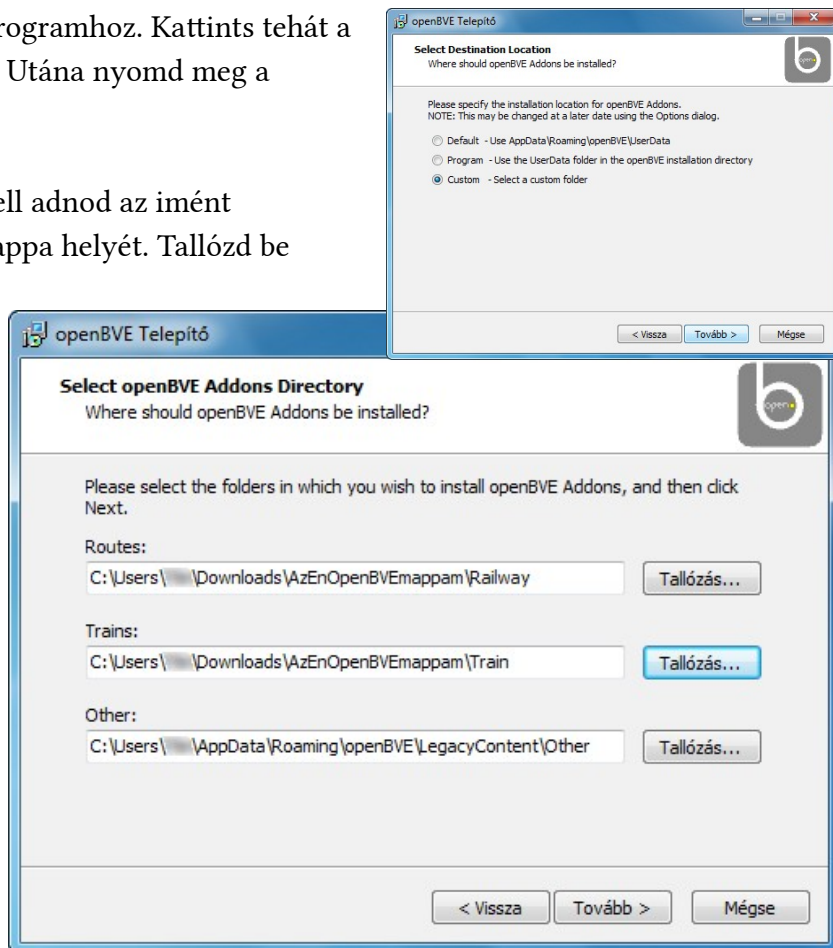 rogramhoz. Kattints tehát a
Utána nyomd meg a
ell adnod az imént
appa helyét. Tallózd be
openBVE Telepítő
Select Destination Location
Where should openBVE Addons be installed?
open
Please specify the installation location for openBVE Addons.
NOTE: This may be changed at a later date using the Options dialog.
Default - Use AppData\Roaming\openBVE\UserData
Program - Use the UserData folder in the openBVE installation directory
Custom - Select a custom folder
< Vissza Tovább > Mégse
openBVE Telepítő
Select openBVE Addons Directory
Where should openBVE Addons be installed?
open
Please select the folders in which you wish to install openBVE Addons, and then click
Next.
Routes:
C:\Users\ \Downloads\AzEnOpenBVEmappam\Railway Tallózás...
Trains:
C:\Users\ \Downloads\AzEnOpenBVEmappam\Train Tallózás...
Other:
C:\Users\ \AppData\Roaming\openBVE\LegacyContent\Other Tallózás...
< Vissza Tovább > Mégse